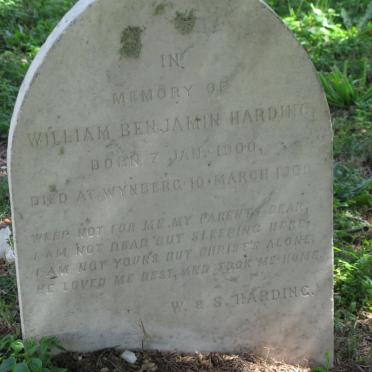 IN
MEMORY OF
WILLIAM BENJAMIN HARDING,
BORN 7 JAN. 1900,
DIED AT WYNBERG 10 MARCH
WEEP NOT FOR ME MY PARENTS DEAR,
I AM NOT DEAD BUT SLEEPING HERE,
I AM NOT YOURS BUT CHRIST'S ALONE,
HE LOVED ME BEST, AND TOOK ME HOME.
W. & S. HARDING.